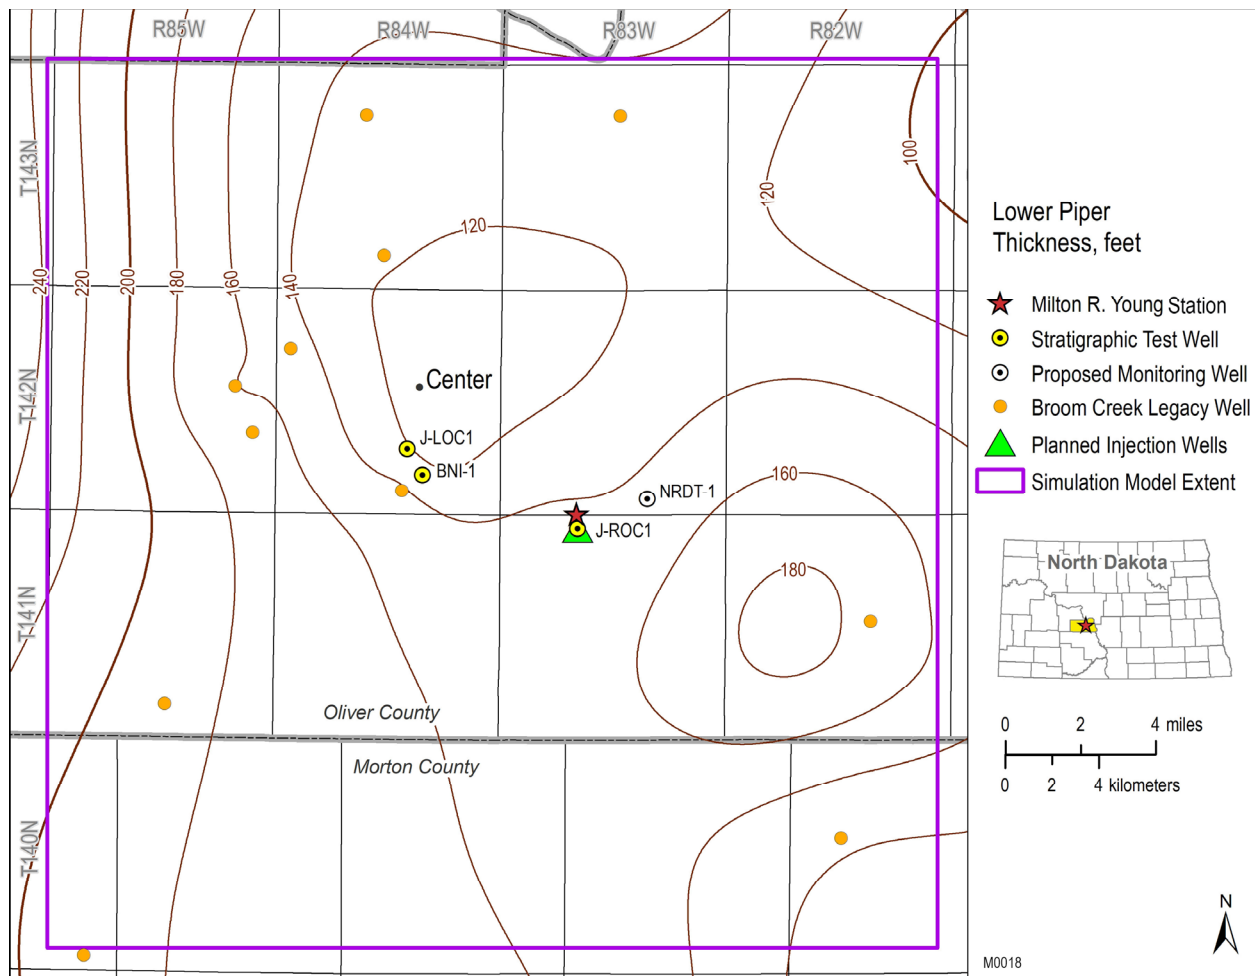 R85W
R84W
R83W
R82W
T143N
T142N
T141N
T140N
100
120
120
240
220
200
180
160
140
Center
J-LOC1
BNI-1
NRDT-1
J-ROC1
160
180
Oliver County
Morton County
Lower Piper
Thickness, feet
Milton R. Young Station
Stratigraphic Test Well
Proposed Monitoring Well
Broom Creek Legacy Well
Planned Injection Wells
Simulation Model Extent
North Dakota
0 2 4 miles
0 2 4 kilometers
N
M0018